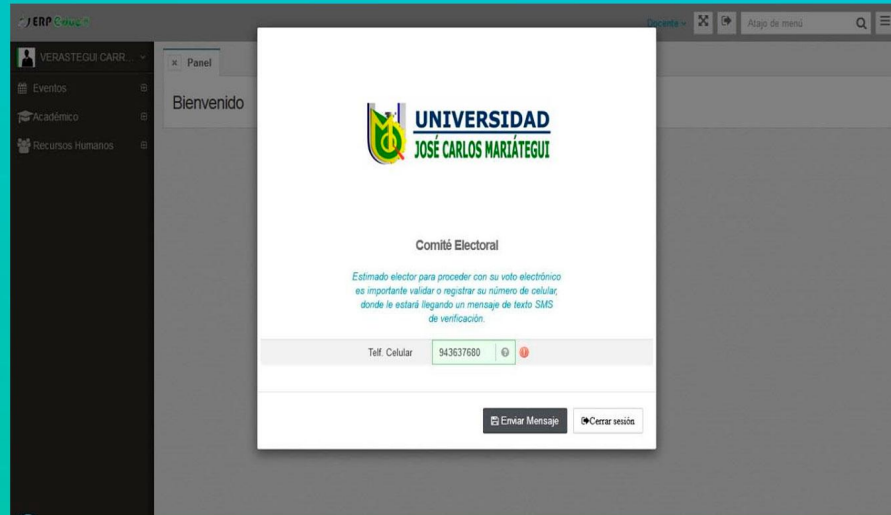 ERP
Docente
Atajo de menú
VERASTEGUI CARR...
Panel
Eventos
Académico
Recursos Humanos
Bienvenido
UNIVERSIDAD
JOSÉ CARLOS MARIÁTEGUI
Comité Electoral
Estimado elector para proceder con su voto electrónico
es importante validar o registrar su número de celular,
donde le estará llegando un mensaje de texto SMS
de verificación.
Telf. Celular 943637680
Enviar Mensaje Cerrar sesión